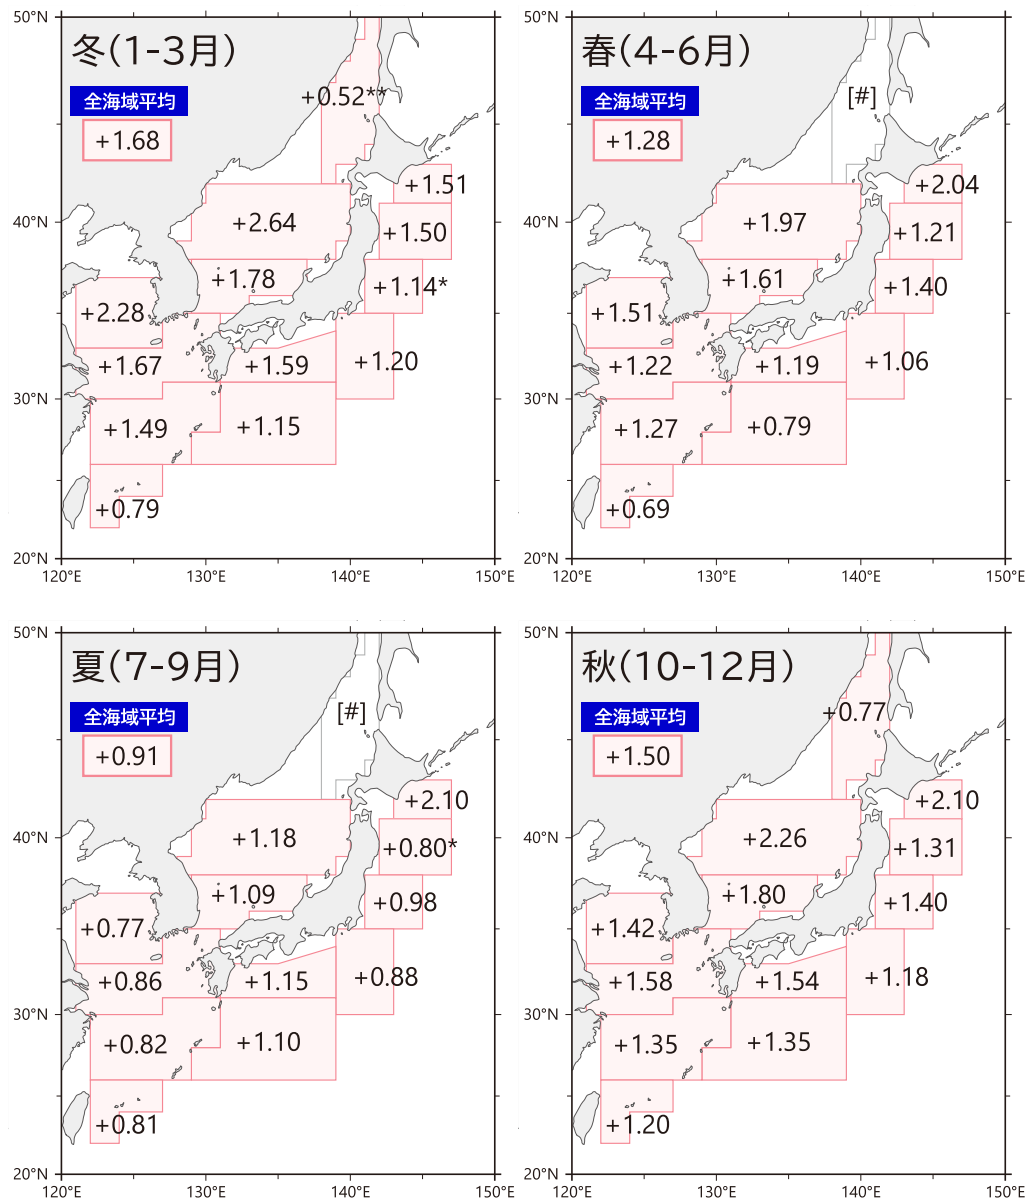 50°N
冬(1-3月)
全海域平均
+1.68
+0.52**
+1.51
40°N
+2.64
+1.50
+1.78
+1.14*
+2.28
+1.67
+1.59
+1.20
30°N
+1.49
+1.15
+0.79
20°N
120°E
130°E
140°E
150°E
50°N
春(4-6月)
全海域平均
+1.28
[#]
+2.04
40°N
+1.97
+1.21
+1.61
+1.40
+1.51
+1.22
+1.19
+1.06
30°N
+1.27
+0.79
+0.69
20°N
120°E
130°E
140°E
150°E
50°N
夏(7-9月)
全海域平均
+0.91
[#]
+2.10
40°N
+1.18
+0.80*
+1.09
+0.98
+0.77
+0.86
+1.15
+0.88
30°N
+0.82
+1.10
+0.81
20°N
120°E
130°E
140°E
150°E
50°N
秋(10-12月)
全海域平均
+1.50
+0.77
+2.10
40°N
+2.26
+1.31
+1.80
+1.40
+1.42
+1.58
+1.54
+1.18
30°N
+1.35
+1.35
+1.20
20°N
120°E
130°E
140°E
150°E